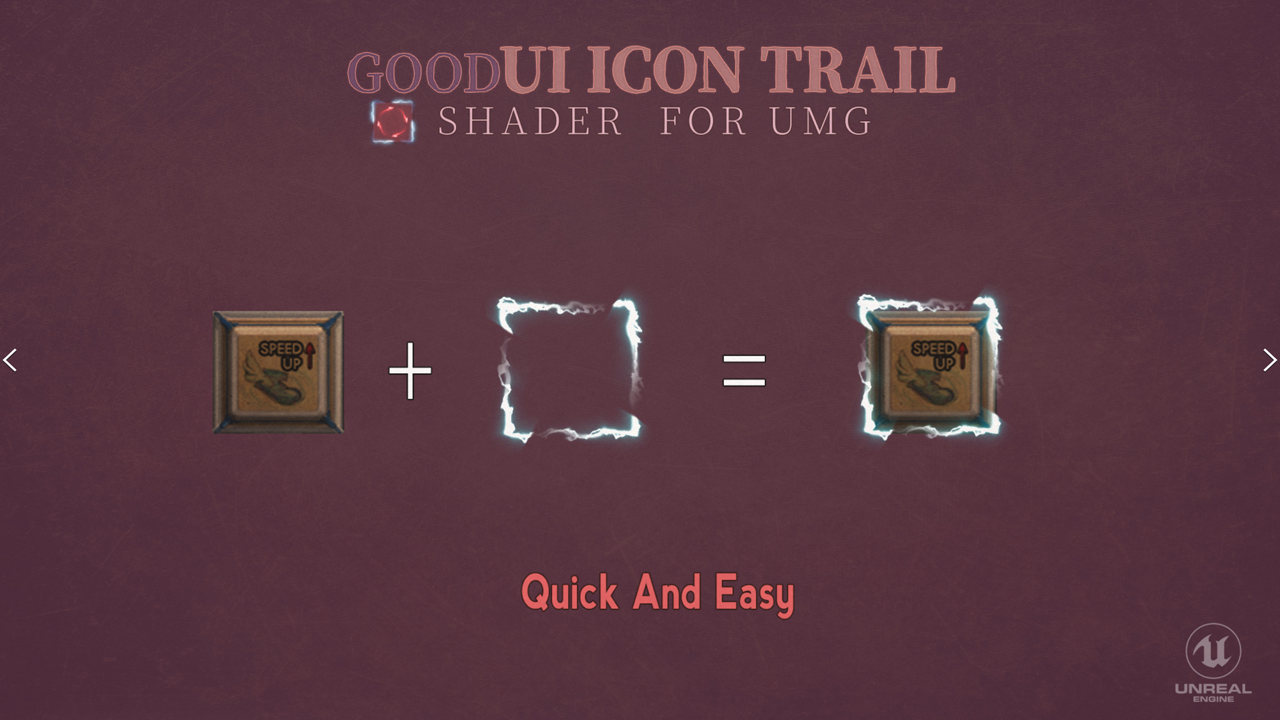 GOODUI ICON TRAIL
SHADER FOR UMG
SPEED
UP
+
=
SPEED
UP
Quick And Easy
UNREAL
ENGINE